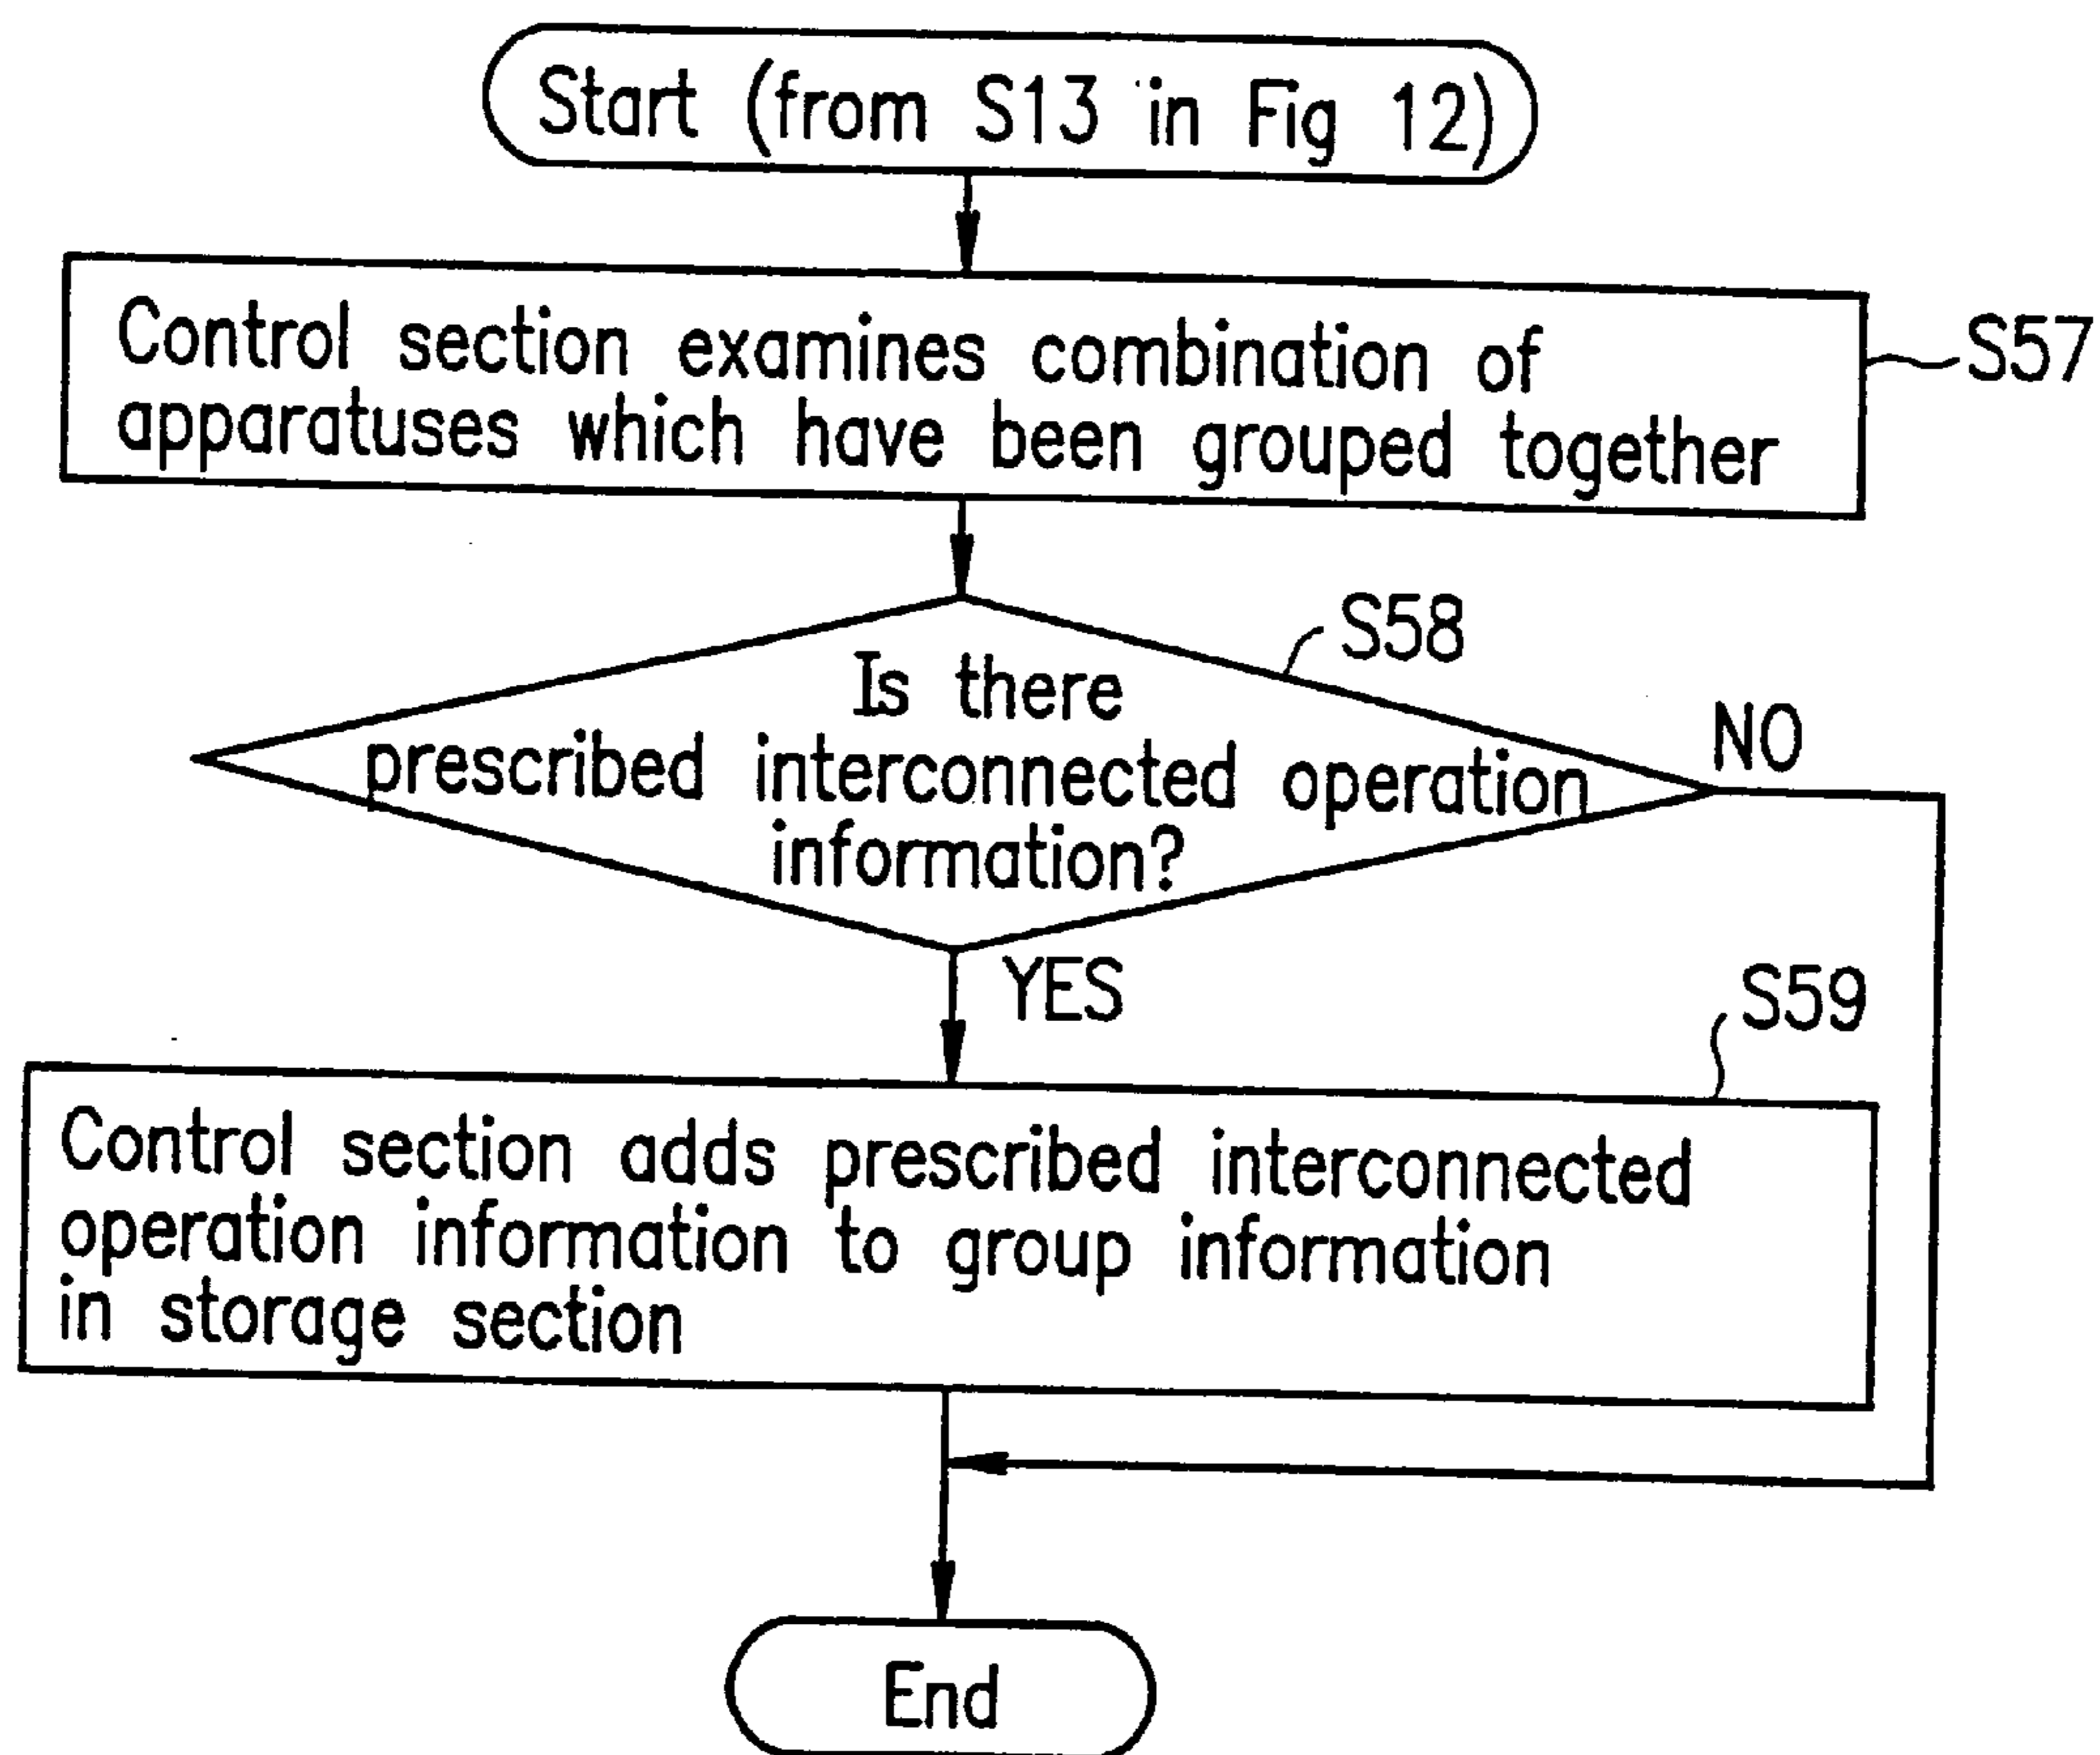 Start (from S13 in Fig 12)
Control section examines combination of
apparatuses which have been grouped together
S57
S58
Is there
prescribed interconnected operation
information?
NO
YES
S59
Control section adds prescribed interconnected
operation information to group information
in storage section
End